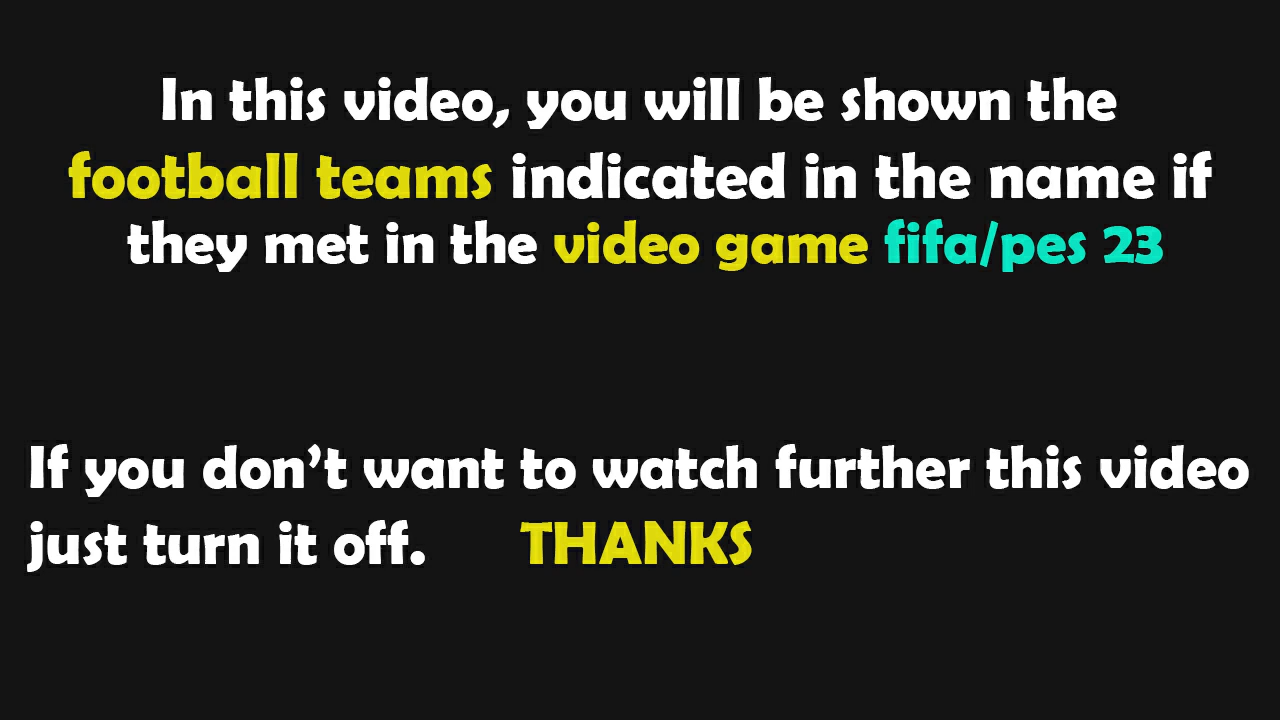 In this video, you will be shown the
football teams indicated in the name if
they met in the video game fifa/pes 23
If you don't want to watch further this video
just turn it off. THANKS